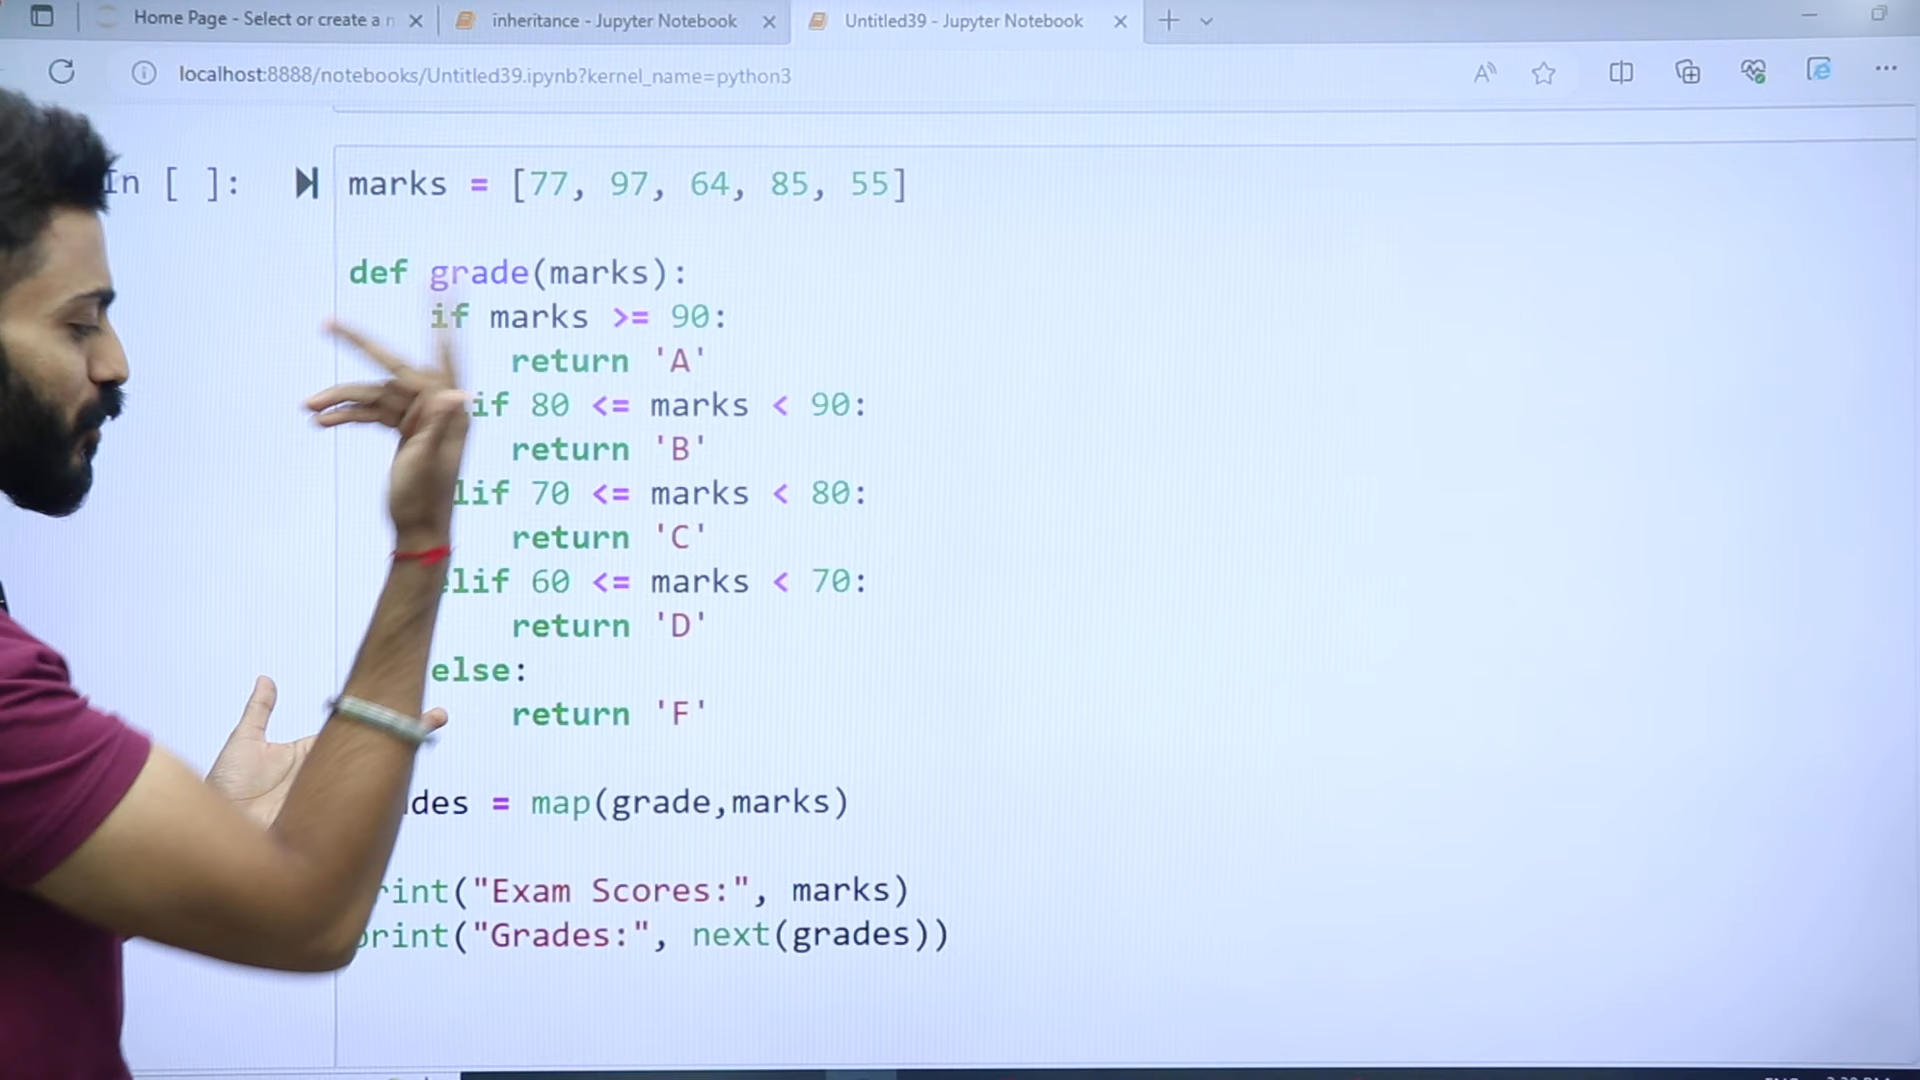 Home Page - Select or create a n
inheritance - Jupyter Notebook
Untitled39 - Jupyter Notebook
localhost:8888/notebooks/Untitled39.ipynb?kernel_name=python3
In [ ]:
marks = [77, 97, 64, 85, 55]
def grade(marks):
if marks >= 90:
return 'A'
lif 80 <= marks < 90:
return 'B'
lif 70 <= marks < 80:
return 'C'
elif 60 <= marks < 70:
return 'D'
else:
return 'F'
des = map(grade,marks)
rint("Exam Scores:", marks)
print("Grades:", next(grades))